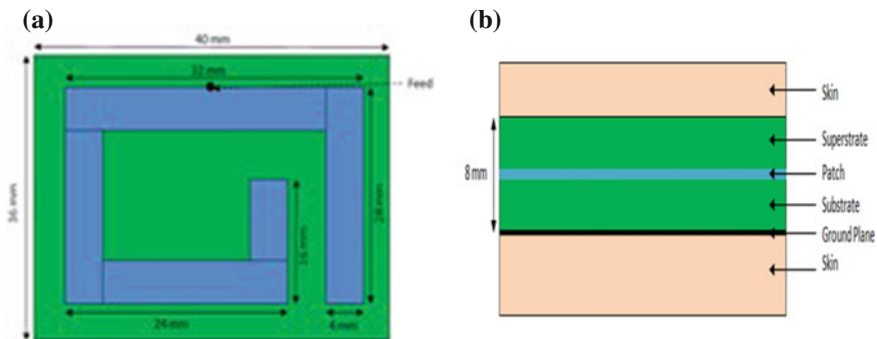 (a)
40 mm
32 mm
Feed
36 mm
28 mm
16 mm
24 mm
4 mm
(b)
Skin
Superstrate
8 mm
Patch
Substrate
Ground Plane
Skin